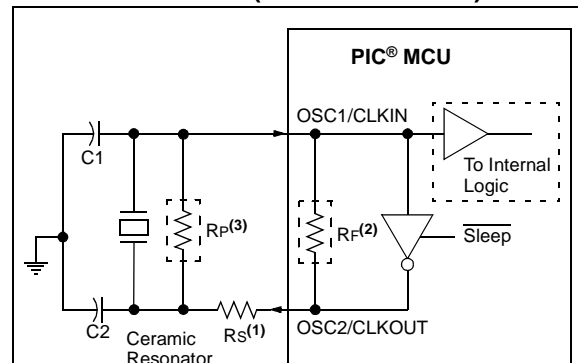 PIC® MCU
OSC1/CLKIN
C1
To Internal
Logic
RP(3)
RF(2)
Sleep
C2
Ceramic
Resonator
RS(1)
OSC2/CLKOUT